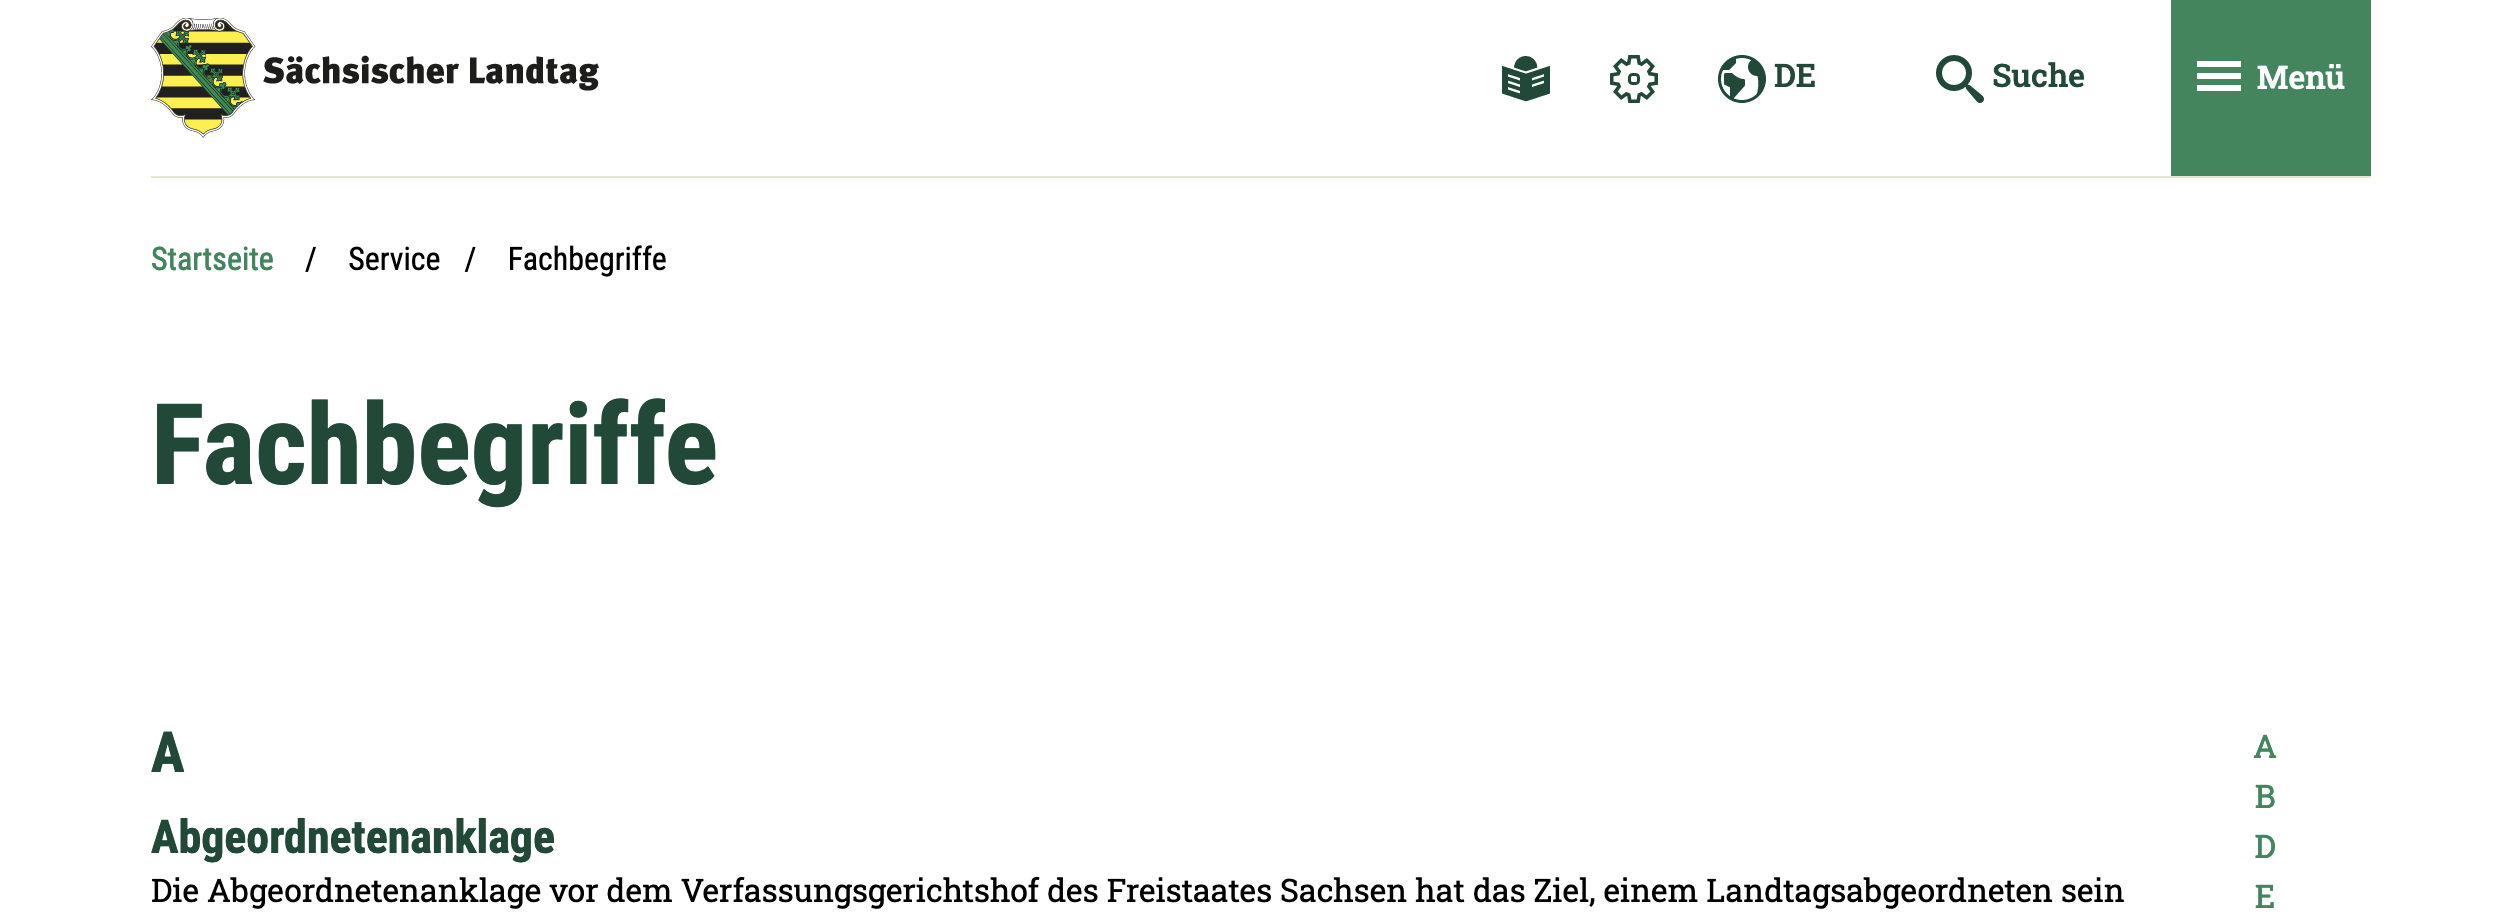 Sächsischer Landtag
DE
Suche
Menü
Startseite / Service / Fachbegriffe
Fachbegriffe
A
Abgeordnetenanklage
Die Abgeordnetenanklage vor dem Verfassungsgerichtshof des Freistaates Sachsen hat das Ziel, einem Landtagsabgeordneten sein
A
B
D
E